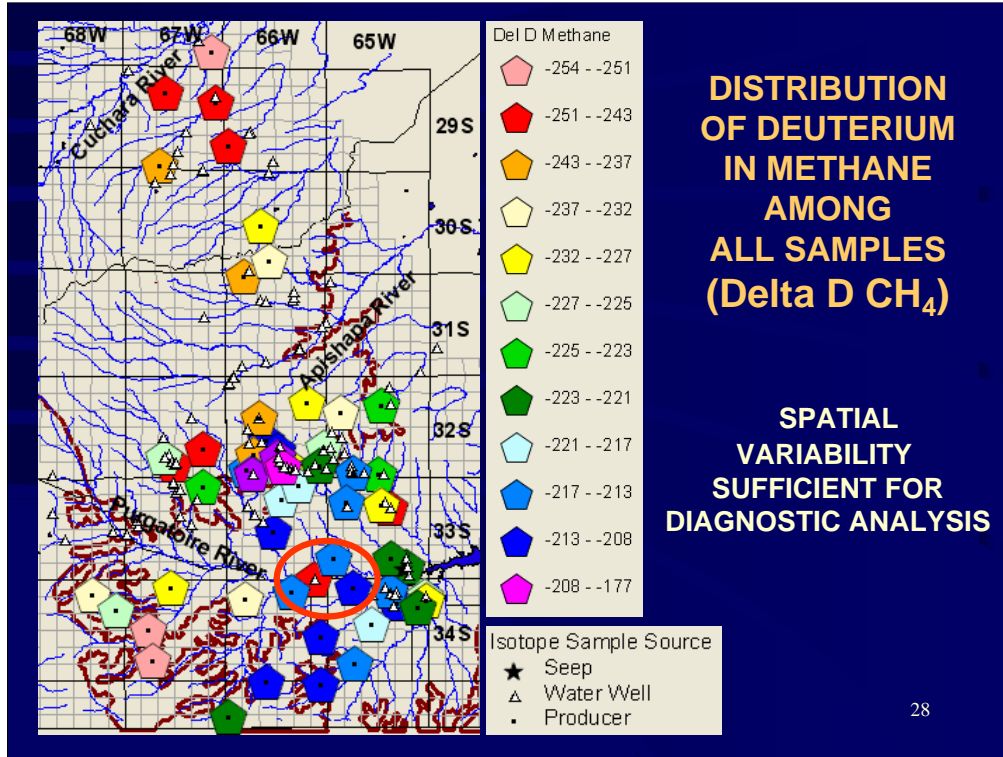 68W 67W 66W 65W
Cuchara River
29S
30S
31S
Apishapa River
32S
Purgatoire River
33S
34S
Del D Methane
-254 - -251
-251 - -243
-243 - -237
-237 - -232
-232 - -227
-227 - -225
-225 - -223
-223 - -221
-221 - -217
-217 - -213
-213 - -208
-208 - -177
Isotope Sample Source
Seep
Water Well
Producer
DISTRIBUTION
OF DEUTERIUM
IN METHANE
AMONG
ALL SAMPLES
(Delta D CH₄)
SPATIAL
VARIABILITY
SUFFICIENT FOR
DIAGNOSTIC ANALYSIS
28